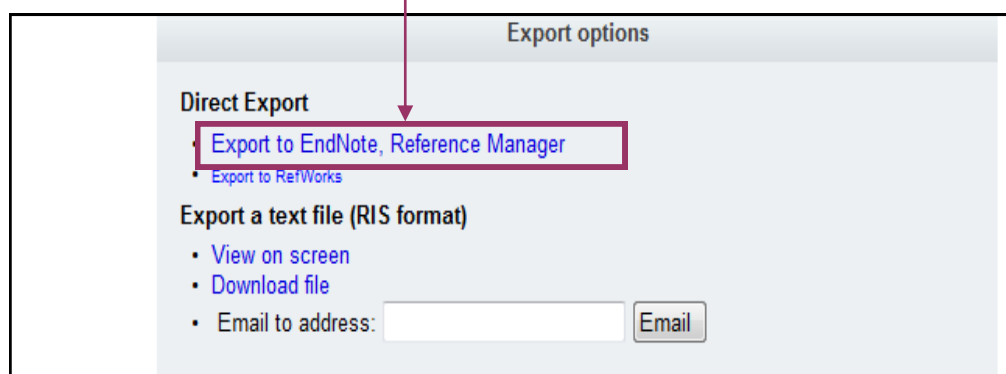 Export options
Direct Export
• Export to EndNote, Reference Manager
• Export to RefWorks
Export a text file (RIS format)
• View on screen
• Download file
• Email to address: Email